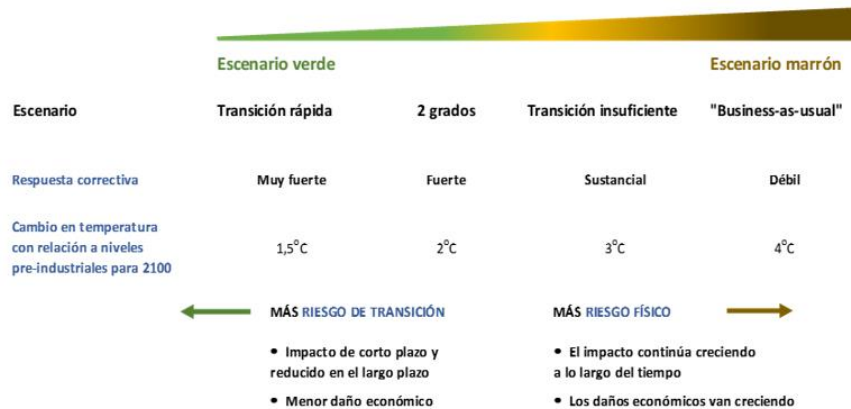 Escenario verde Escenario marrón
Escenario Transición rápida 2 grados Transición insuficiente "Business-as-usual"
Respuesta correctiva Muy fuerte Fuerte Sustancial Débil
Cambio en temperatura
con relación a niveles
pre-industriales para 2100
1,5°C 2°C 3°C 4°C
MÁS RIESGO DE TRANSICIÓN MÁS RIESGO FÍSICO
• Impacto de corto plazo y
reducido en el largo plazo
• Menor daño económico
• El impacto continúa creciendo
a lo largo del tiempo
• Los daños económicos van creciendo